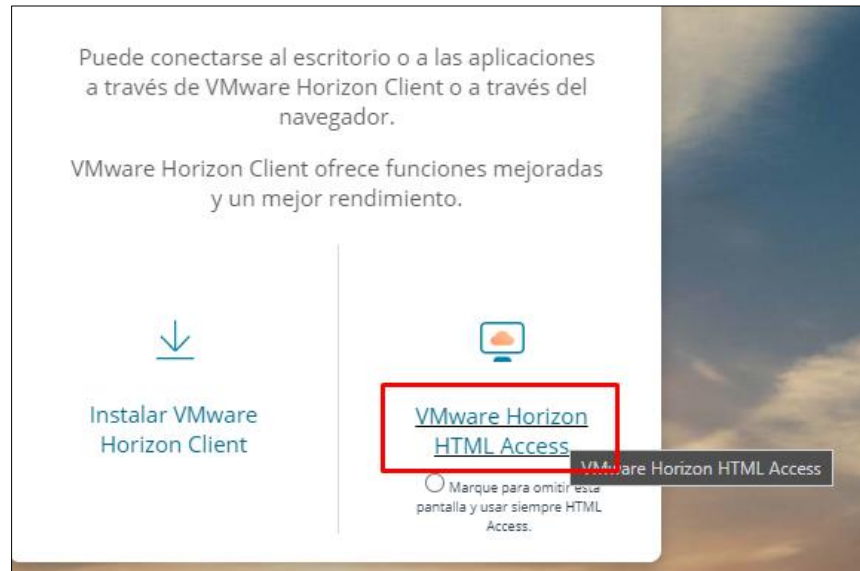 Puede conectarse al escritorio o a las aplicaciones
a través de VMware Horizon Client o a través del
navegador.
VMware Horizon Client ofrece funciones mejoradas
y un mejor rendimiento.
Instalar VMware
Horizon Client
VMware Horizon
HTML Access
VMware Horizon HTML Access
Marque para omitir esta
pantalla y usar siempre HTML
Access.